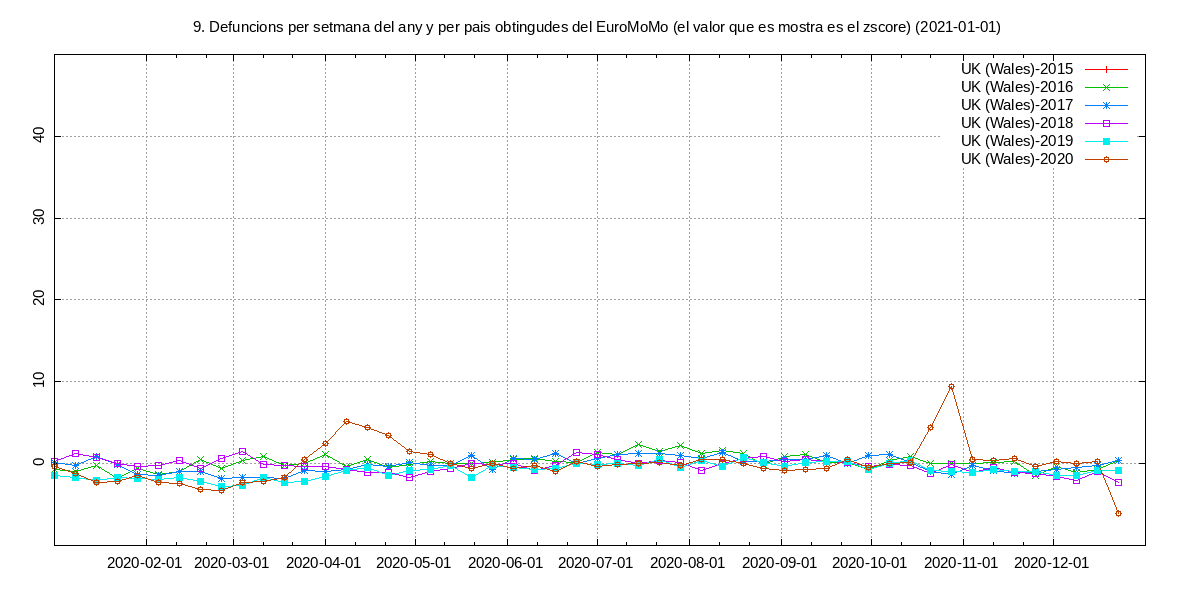 9. Defuncions per setmana del any y per pais obtingudes del EuroMoMo (el valor que es mostra es el zscore) (2021-01-01)
UK (Wales)-2015
UK (Wales)-2016
UK (Wales)-2017
UK (Wales)-2018
UK (Wales)-2019
UK (Wales)-2020
40
30
20
10
0
2020-02-01 2020-03-01 2020-04-01 2020-05-01 2020-06-01 2020-07-01 2020-08-01 2020-09-01 2020-10-01 2020-11-01 2020-12-01